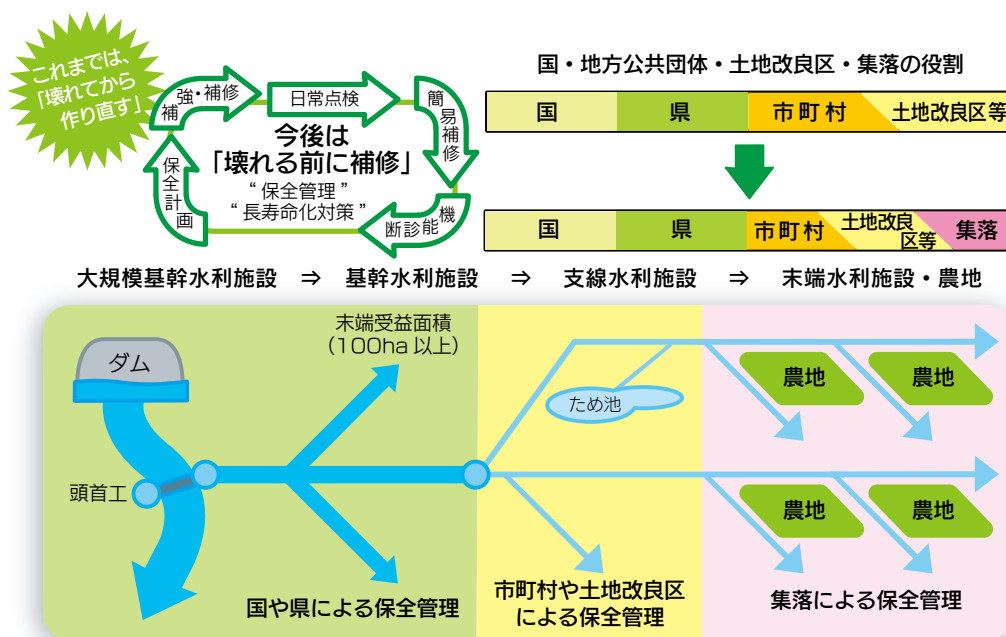 これまでは、
「壊れてから
作り直す」
補強・補修
日常点検
簡易補修
機能診断
保全計画
今後は
「壊れる前に補修」
“保全管理”
“長寿命化対策”
国・地方公共団体・土地改良区・集落の役割
国 県 市町村 土地改良区等
国 県 市町村 土地改良
区等 集落
大規模基幹水利施設 ⇒ 基幹水利施設 ⇒ 支線水利施設 ⇒ 末端水利施設・農地
末端受益面積
(100ha 以上)
ダム
頭首工
ため池
農地 農地
農地 農地
国や県による保全管理
市町村や土地改良区
による保全管理
集落による保全管理